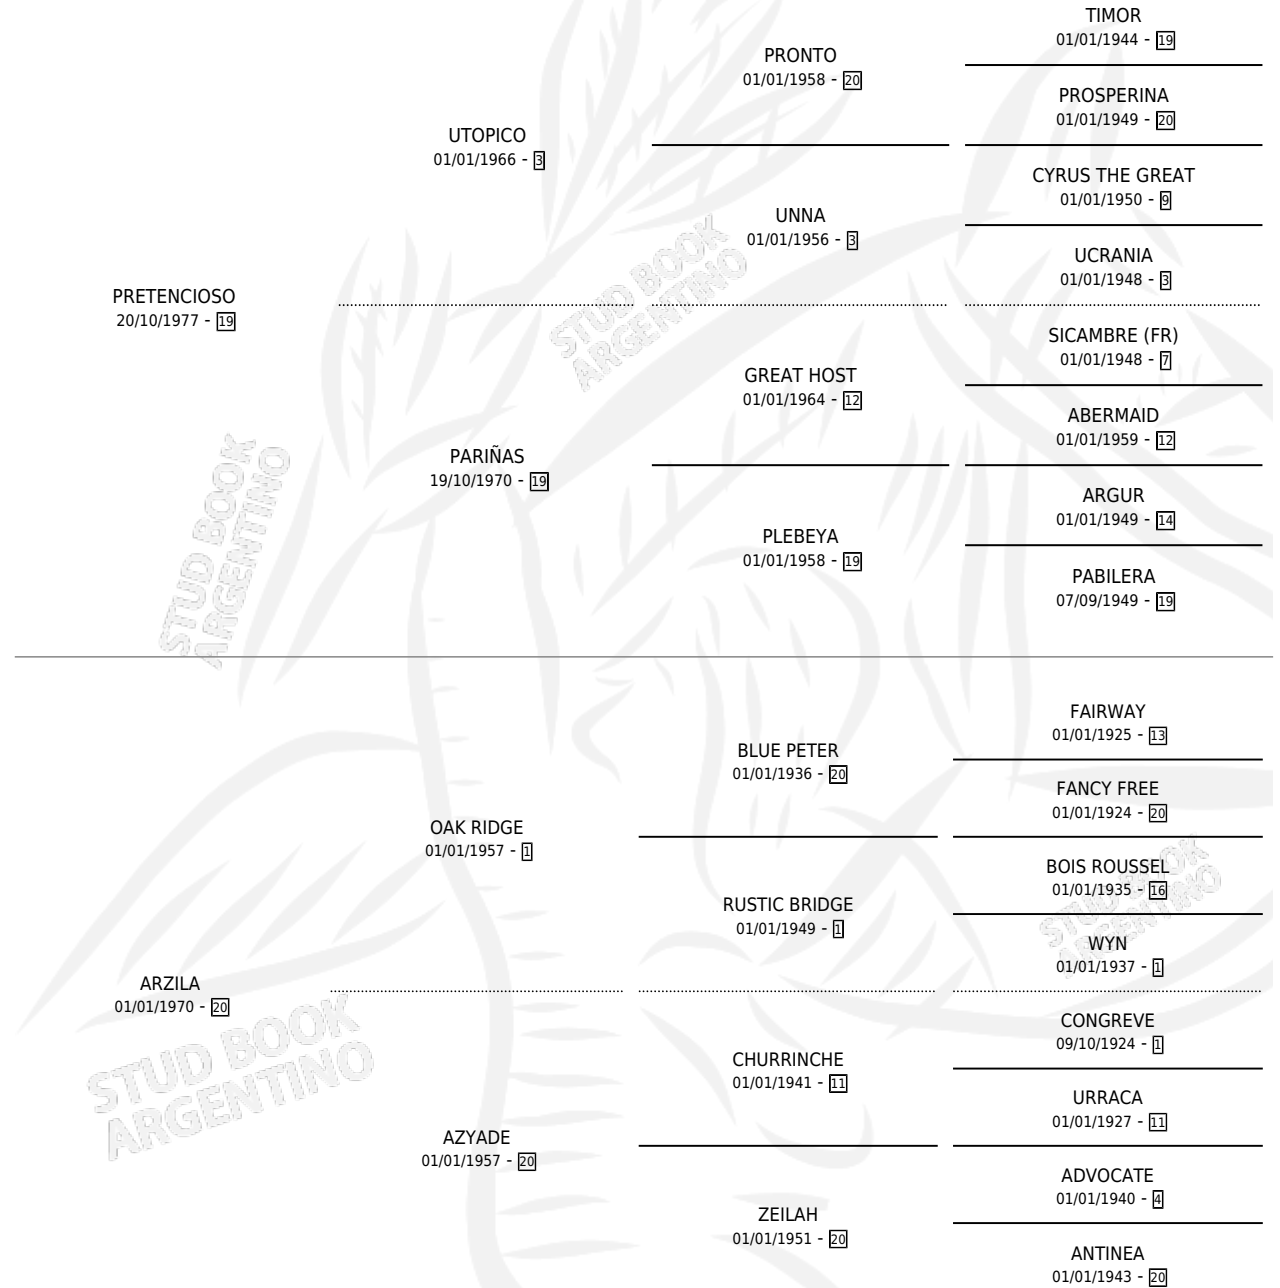 TIMOR
01/01/1944 - 19
PRONTO
01/01/1958 - 20
PROSPERINA
01/01/1949 - 20
UTOPICO
01/01/1966 - 3
CYRUS THE GREAT
01/01/1950 - 9
UNNA
01/01/1956 - 3
UCRANIA
01/01/1948 - 3
PRETENCIOSO
20/10/1977 - 19
SICAMBRE (FR)
01/01/1948 - 7
GREAT HOST
01/01/1964 - 12
ABERMAID
01/01/1959 - 12
PARIÑAS
19/10/1970 - 19
ARGUR
01/01/1949 - 14
PLEBEYA
01/01/1958 - 19
PABILERA
07/09/1949 - 19
FAIRWAY
01/01/1925 - 13
BLUE PETER
01/01/1936 - 20
FANCY FREE
01/01/1924 - 20
OAK RIDGE
01/01/1957 - 1
BOIS ROUSSEL
01/01/1935 - 16
RUSTIC BRIDGE
01/01/1949 - 1
WYN
01/01/1937 - 1
ARZILA
01/01/1970 - 20
CONGREVE
09/10/1924 - 1
CHURRINCHE
01/01/1941 - 11
URRACA
01/01/1927 - 11
AZYADE
01/01/1957 - 20
ADVOCATE
01/01/1940 - 4
ZEILAH
01/01/1951 - 20
ANTINEA
01/01/1943 - 20
STUD BOOK
ARGENTINO
STUD BOOK
ARGENTINO
STUD BOOK
ARGENTINO
STUD BOOK
ARGENTINO